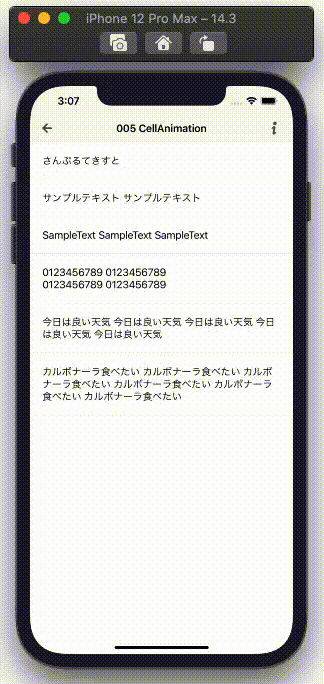 iPhone 12 Pro Max – 14.3
3:07
005 CellAnimation
さんぷるてきすと
サンプルテキスト サンプルテキスト
SampleText SampleText SampleText
0123456789 0123456789
0123456789 0123456789
今日は良い天気 今日は良い天気 今日は良い天気 今日
は良い天気 今日は良い天気
カルボナーラ食べたい カルボナーラ食べたい カルボ
ナーラ食べたい カルボナーラ食べたい カルボナーラ
食べたい カルボナーラ食べたい